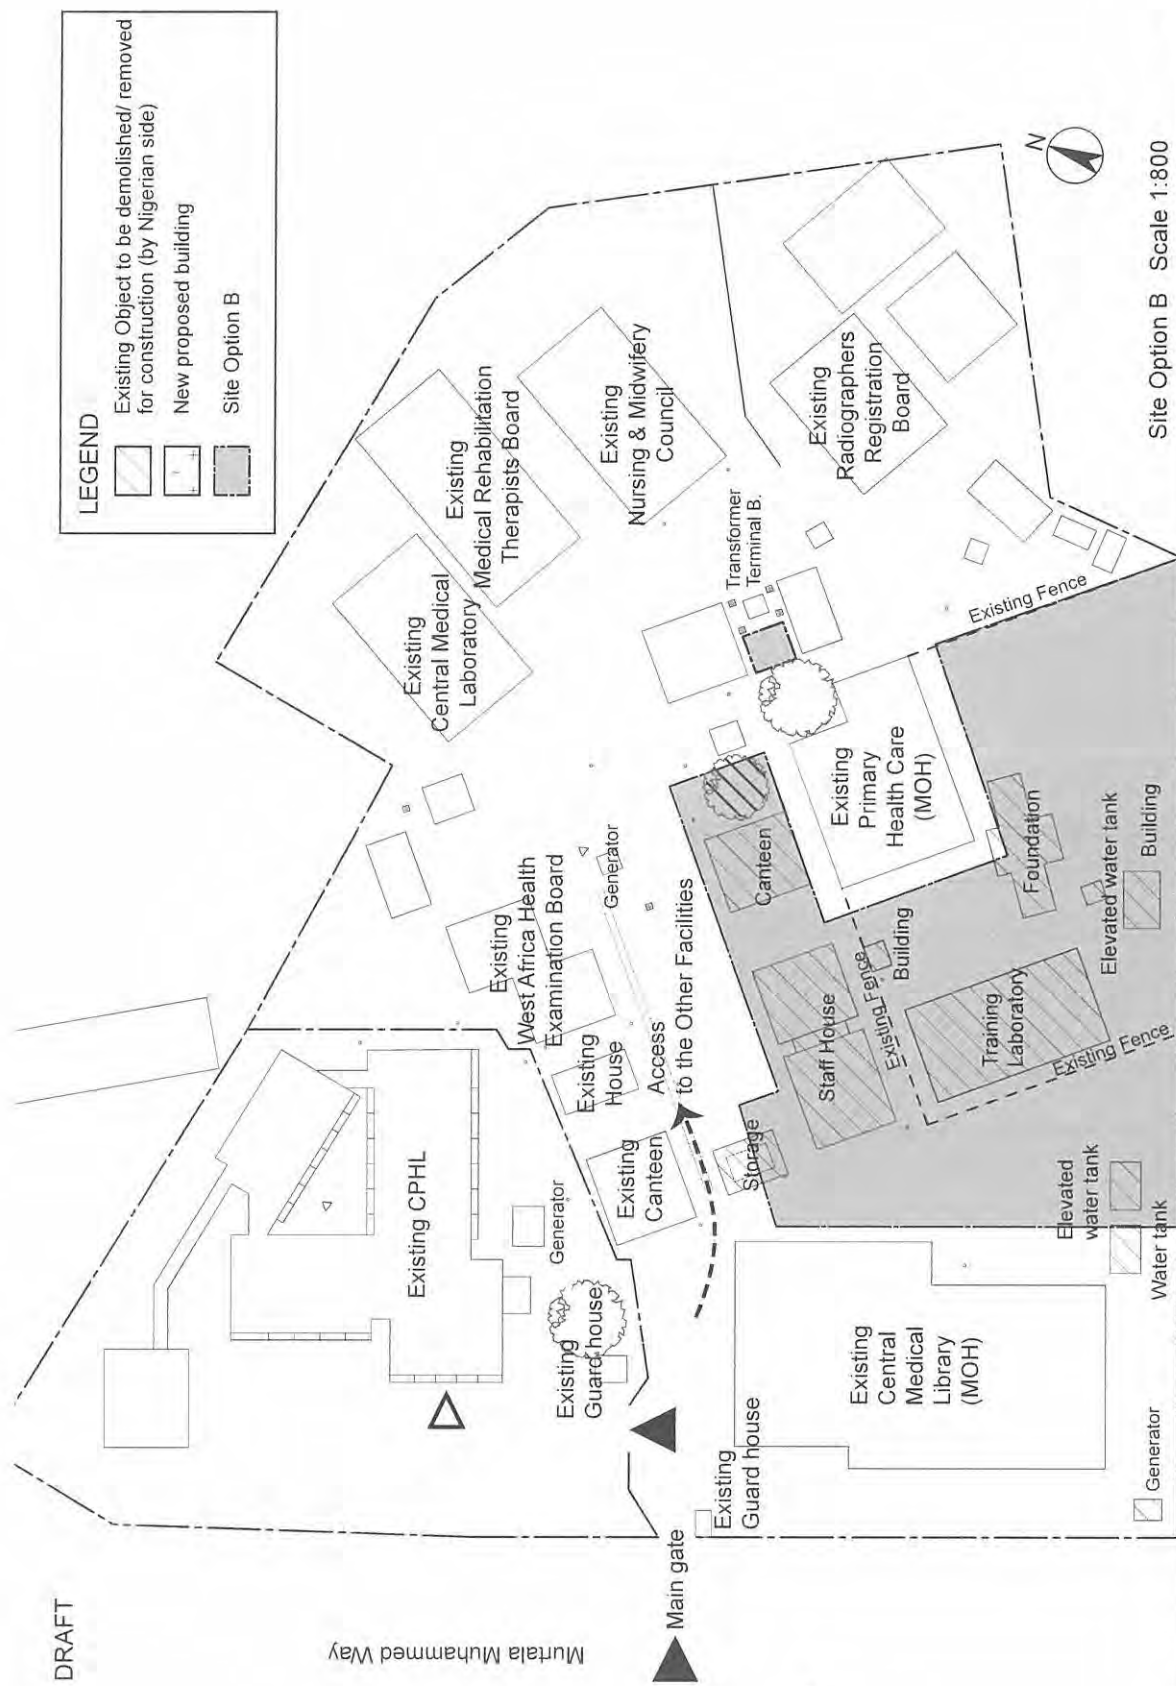 DRAFT
LEGEND
Existing Object to be demolished/ removed
for construction (by Nigerian side)
New proposed building
Site Option B
Murtala Muhammed Way
Main gate
Existing
Guard house
Existing
Guard house
Existing CPHL
Generator
Existing
Canteen
Existing
House
Existing
West Africa Health
Examination Board
Generator
Access
to the Other Facilities
Existing
Central Medical
Laboratory
Existing
Medical Rehabilitation
Therapists Board
Existing
Nursing & Midwifery
Council
Transformer
Terminal B.
Existing
Radiographers
Registration
Board
Existing Fence
Existing
Primary
Health Care
(MOH)
Canteen
Staff House
Storage
Existing Fence
Building
Training
Laboratory
Existing Fence
Foundation
Elevated water tank
Building
Elevated
water tank
Water tank
Existing
Central
Medical
Library
(MOH)
Generator
N
Site Option B Scale 1:800